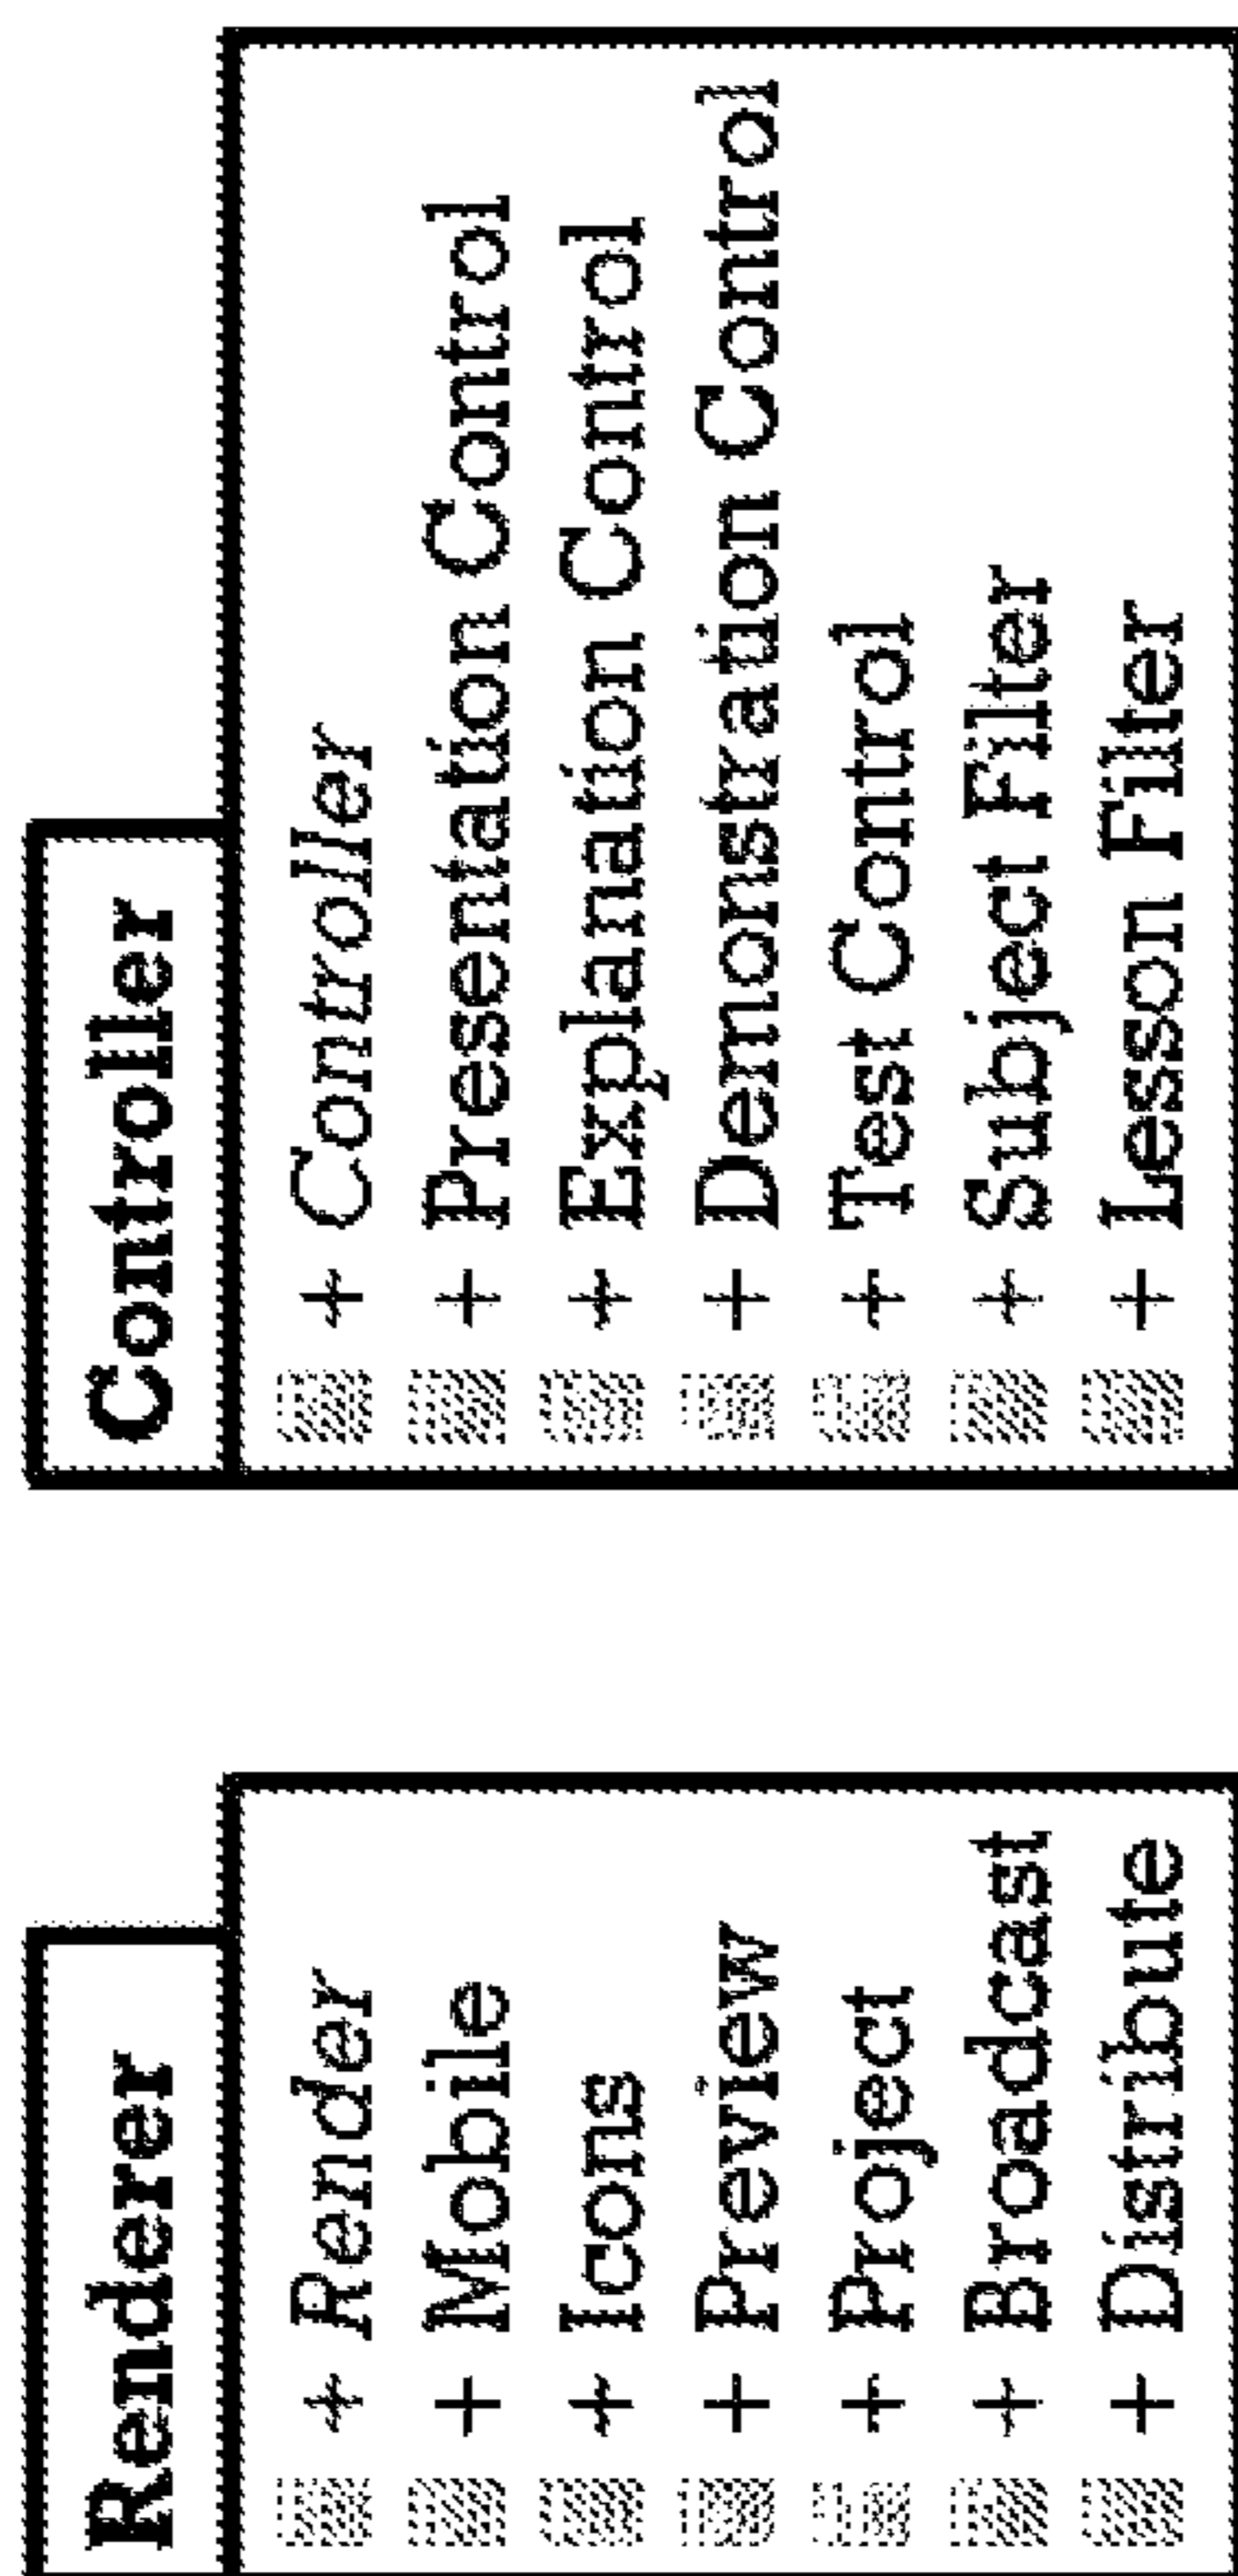 Renderer
+ Render
+ Mobile
+ Icons
+ Preview
+ Project
+ Broadcast
+ Distribute
Controller
+ Controller
+ Presentation Control
+ Explanation Control
+ Demonstration Control
+ Test Control
+ Subject Filter
+ Lesson Filter